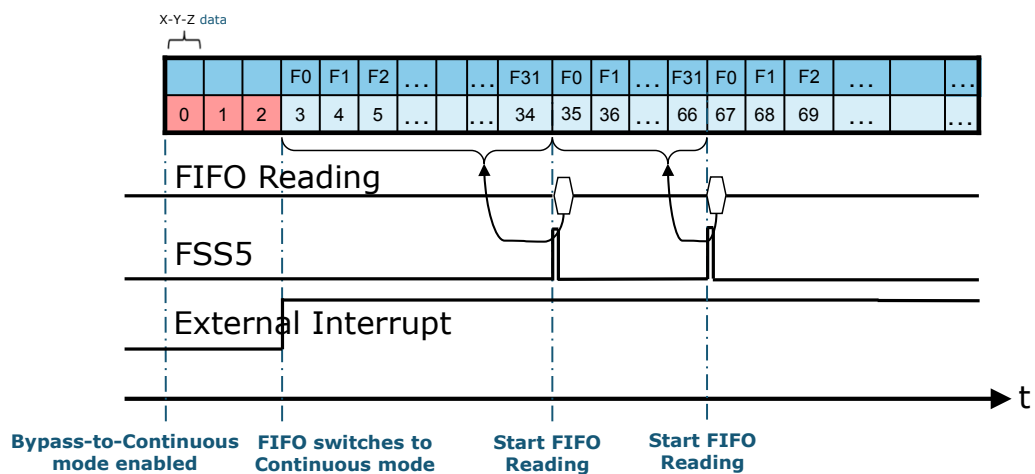 X-Y-Z data
F0 F1 F2 ... ... F31 F0 F1 ... F31 F0 F1 F2 ... ...
0 1 2 3 4 5 ... ... 34 35 36 ... 66 67 68 69 ... ...
FIFO Reading
FSS5
External Interrupt
t
Bypass-to-Continuous
mode enabled
FIFO switches to
Continuous mode
Start FIFO
Reading
Start FIFO
Reading